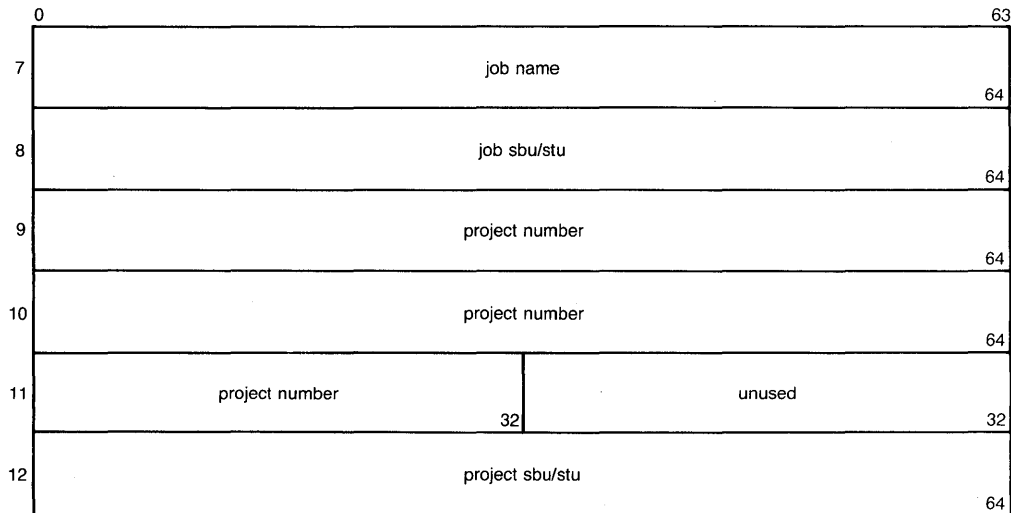 0 63
7 job name 64
8 job sbu/stu 64
9 project number 64
10 project number 64
11 project number 32 unused 32
12 project sbu/stu 64